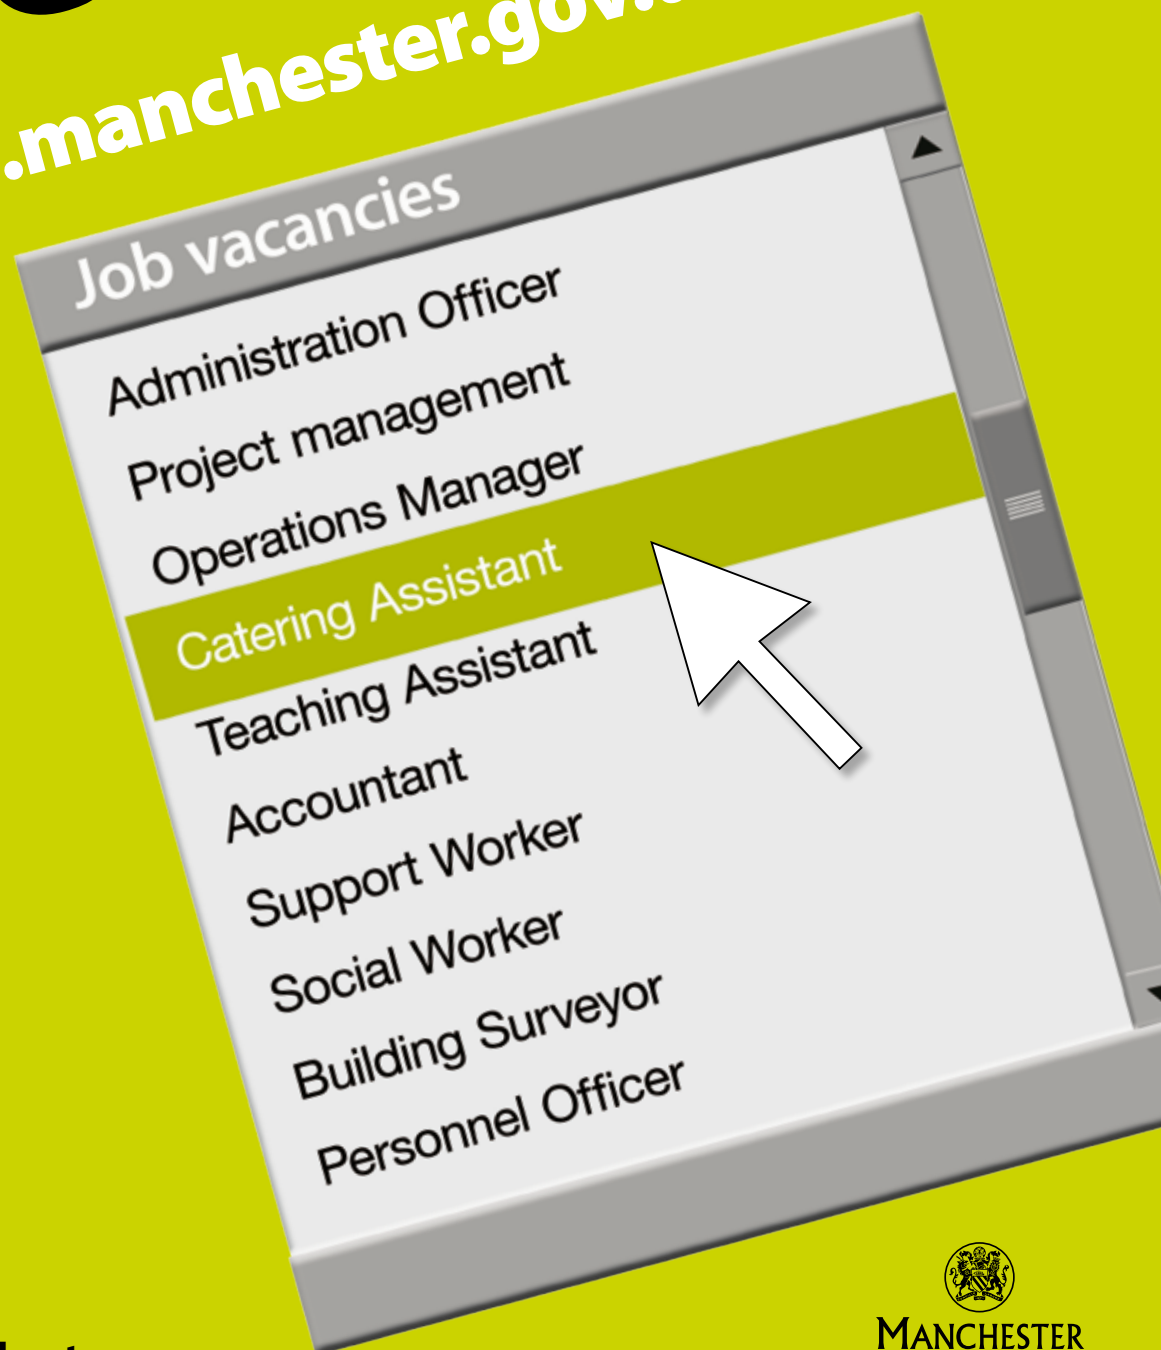 .manchester.gov.
Job vacancies
Administration Officer
Project management
Operations Manager
Catering Assistant
Teaching Assistant
Accountant
Support Worker
Social Worker
Building Surveyor
Personnel Officer
MANCHESTER